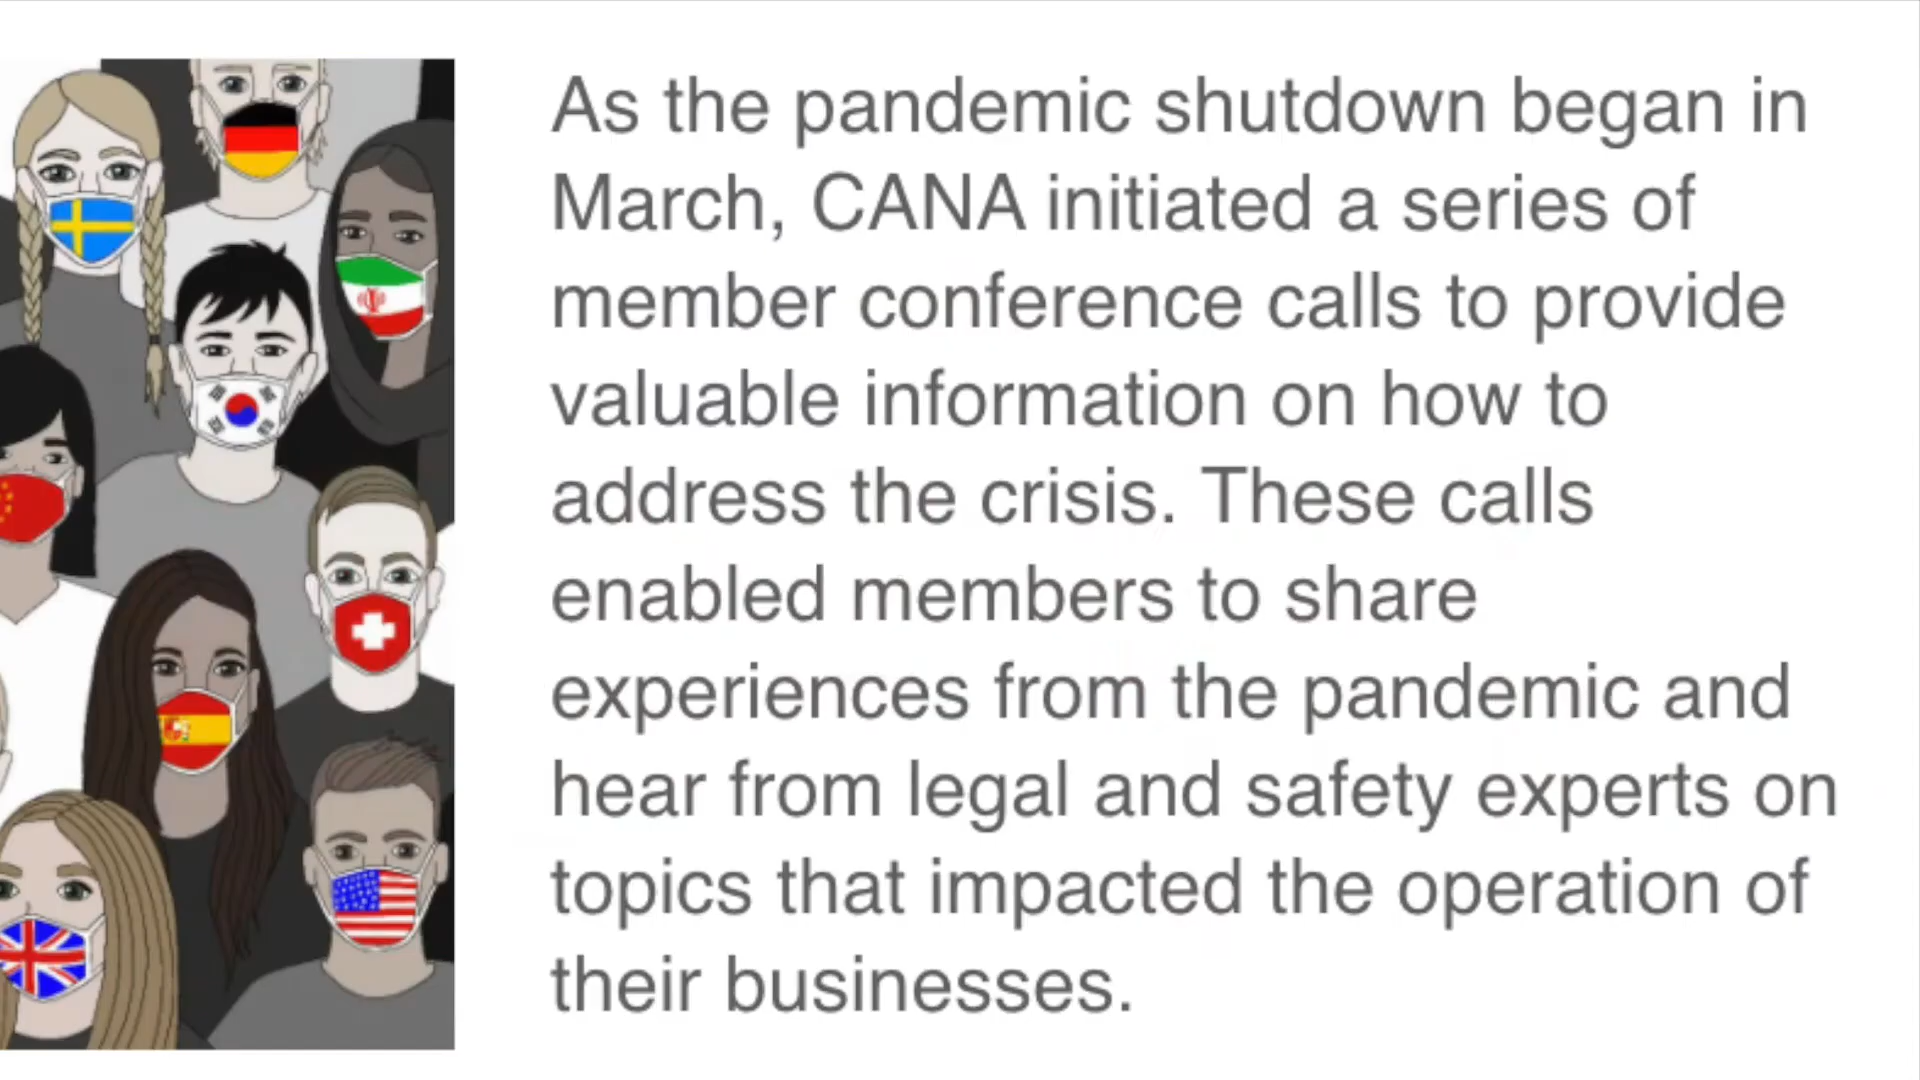 As the pandemic shutdown began in
March, CANA initiated a series of
member conference calls to provide
valuable information on how to
address the crisis. These calls
enabled members to share
experiences from the pandemic and
hear from legal and safety experts on
topics that impacted the operation of
their businesses.